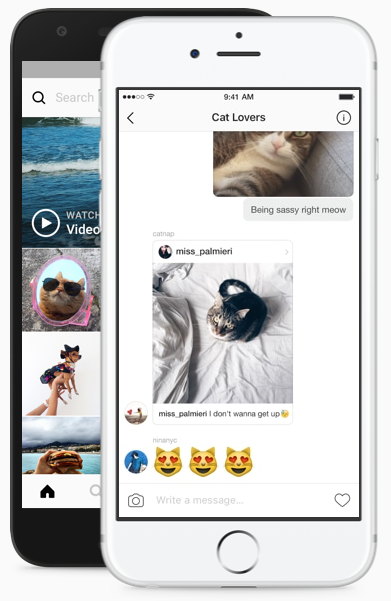 Search
WATCH
Video
9:41 AM
Cat Lovers
Being sassy right meow
catnap
miss_palmieri
miss_palmieri I don't wanna get up
ninanyc
Write a message...